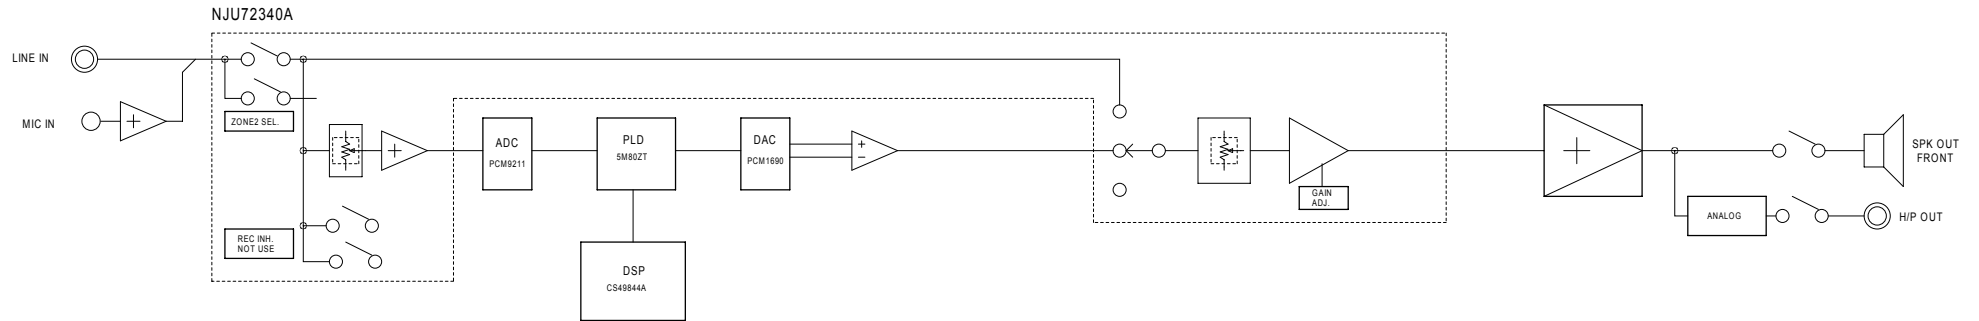 NJU72340A
LINE IN
MIC IN
ZONE2 SEL.
REC INH.
NOT USE
ADC
PCM9211
PLD
5M80ZT
DAC
PCM1690
+
−
DSP
CS49844A
GAIN
ADJ.
SPK OUT
FRONT
ANALOG
H/P OUT